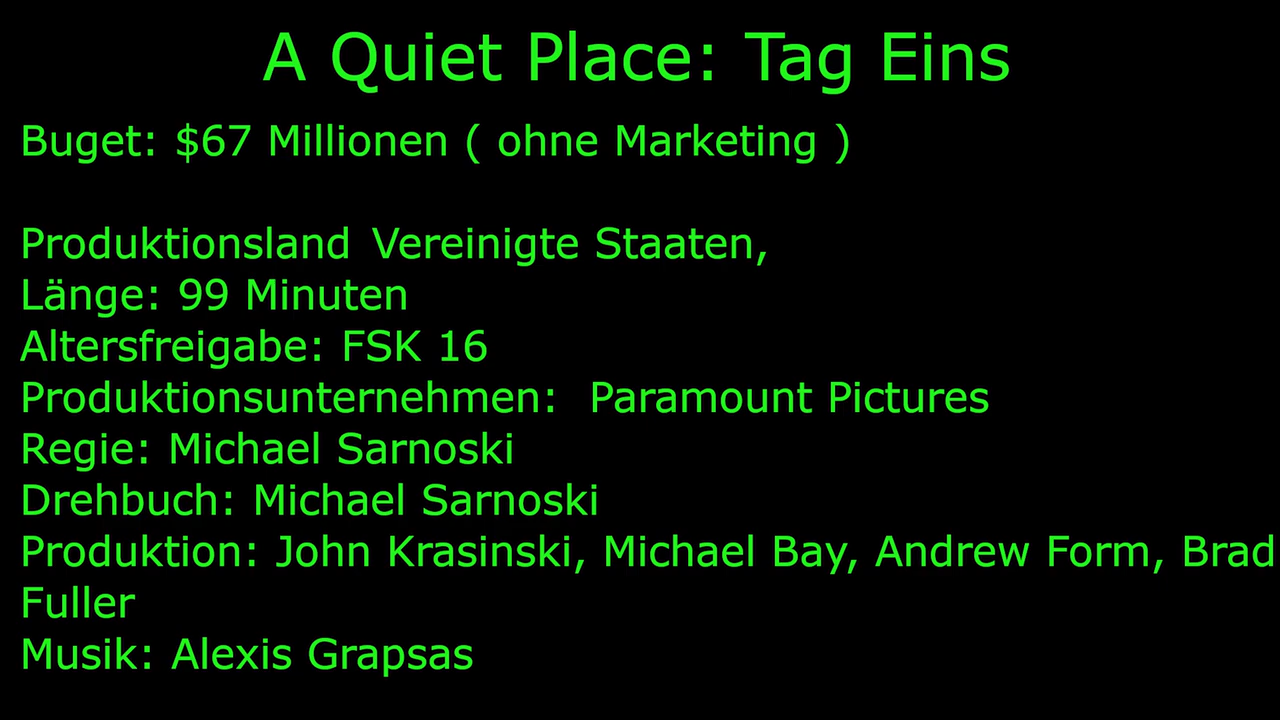 A Quiet Place: Tag Eins
Buget: $67 Millionen ( ohne Marketing )
Produktionsland Vereinigte Staaten,
Länge: 99 Minuten
Altersfreigabe: FSK 16
Produktionsunternehmen: Paramount Pictures
Regie: Michael Sarnoski
Drehbuch: Michael Sarnoski
Produktion: John Krasinski, Michael Bay, Andrew Form, Brad
Fuller
Musik: Alexis Grapsas